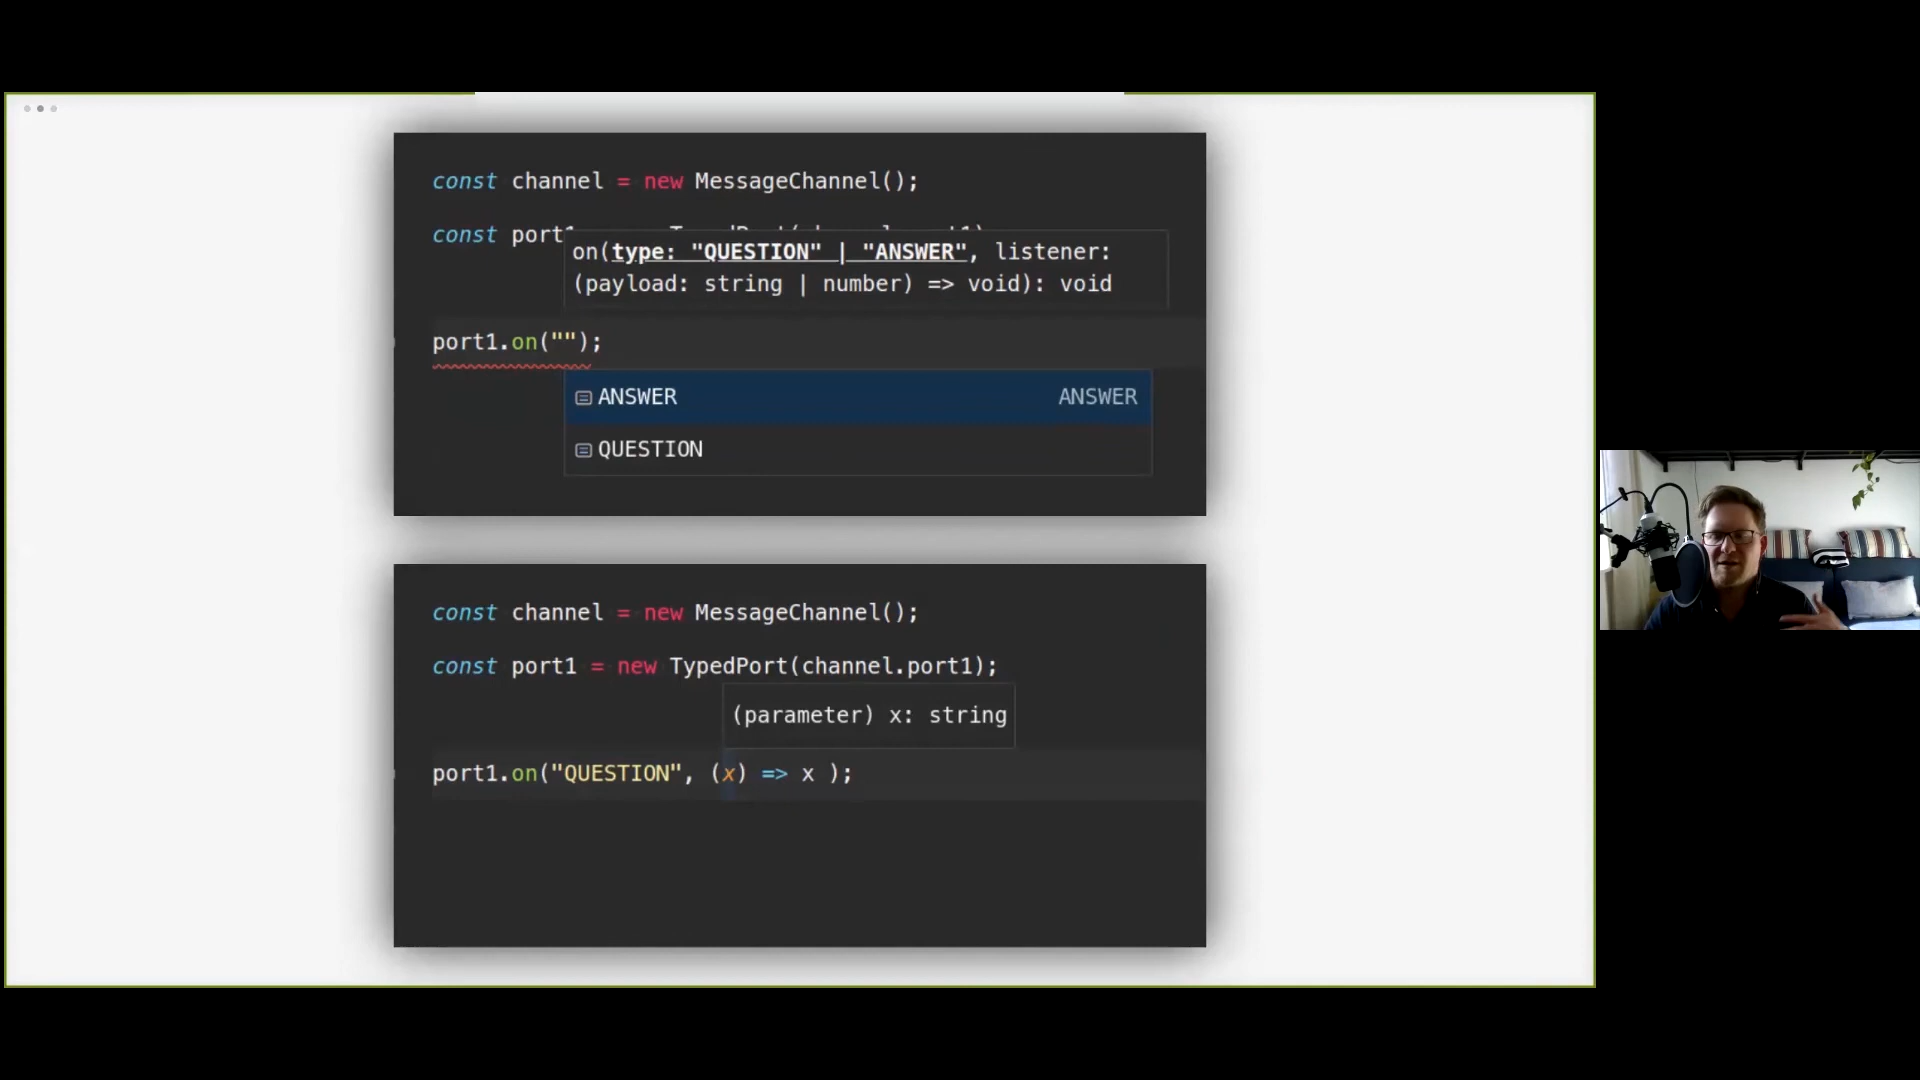 const channel = new MessageChannel();
const port1
on(type: "QUESTION" | "ANSWER", listener:
(payload: string | number) => void): void
port1.on("");
ANSWER ANSWER
QUESTION
const channel = new MessageChannel();
const port1 = new TypedPort(channel.port1);
(parameter) x: string
port1.on("QUESTION", (x) => x );